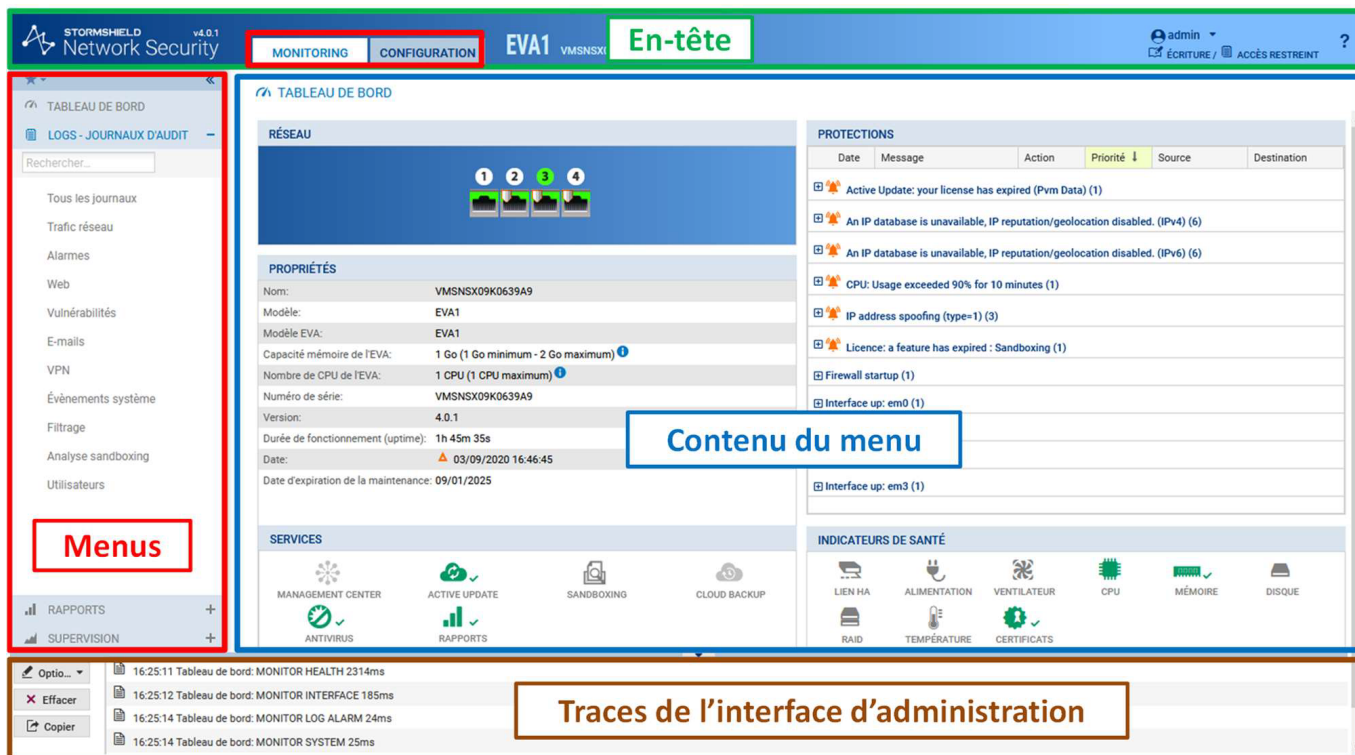 STORMSHIELD v4.0.1
Network Security
MONITORING CONFIGURATION
EVA1
En-tête
admin
ÉCRITURE / ACCÈS RESTREINT
?
TABLEAU DE BORD
LOGS - JOURNAUX D'AUDIT
Rechercher...
Tous les journaux
Trafic réseau
Alarmes
Web
Vulnérabilités
E-mails
VPN
Évènements système
Filtrage
Analyse sandboxing
Utilisateurs
Menus
RAPPORTS +
SUPERVISION +
TABLEAU DE BORD
RÉSEAU
1 2 3 4
PROPRIÉTÉS
Nom: VMSNSX09K0639A9
Modèle: EVA1
Modèle EVA: EVA1
Capacité mémoire de l'EVA: 1 Go (1 Go minimum - 2 Go maximum)
Nombre de CPU de l'EVA: 1 CPU (1 CPU maximum)
Numéro de série: VMSNSX09K0639A9
Version: 4.0.1
Durée de fonctionnement (uptime): 1h 45m 35s
Date: 03/09/2020 16:46:45
Date d'expiration de la maintenance: 09/01/2025
Contenu du menu
SERVICES
MANAGEMENT CENTER ACTIVE UPDATE SANDBOXING CLOUD BACKUP
ANTIVIRUS RAPPORTS
PROTECTIONS
Date Message Action Priorité Source Destination
Active Update: your license has expired (Pvm Data) (1)
An IP database is unavailable, IP reputation/geolocation disabled. (IPv4) (6)
An IP database is unavailable, IP reputation/geolocation disabled. (IPv6) (6)
CPU: Usage exceeded 90% for 10 minutes (1)
IP address spoofing (type=1) (3)
Licence: a feature has expired : Sandboxing (1)
Firewall startup (1)
Interface up: em0 (1)
Interface up: em3 (1)
INDICATEURS DE SANTÉ
LIEN HA ALIMENTATION VENTILATEUR CPU MÉMOIRE DISQUE
RAID TEMPÉRATURE CERTIFICATS
Optio...
Effacer
Copier
16:25:11 Tableau de bord: MONITOR HEALTH 2314ms
16:25:12 Tableau de bord: MONITOR INTERFACE 185ms
16:25:14 Tableau de bord: MONITOR LOG ALARM 24ms
16:25:14 Tableau de bord: MONITOR SYSTEM 25ms
Traces de l'interface d'administration